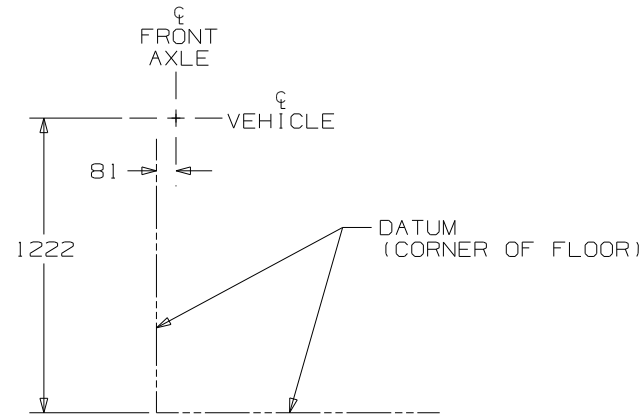 ℄
FRONT
AXLE
℄
VEHICLE
81
1222
DATUM
(CORNER OF FLOOR)